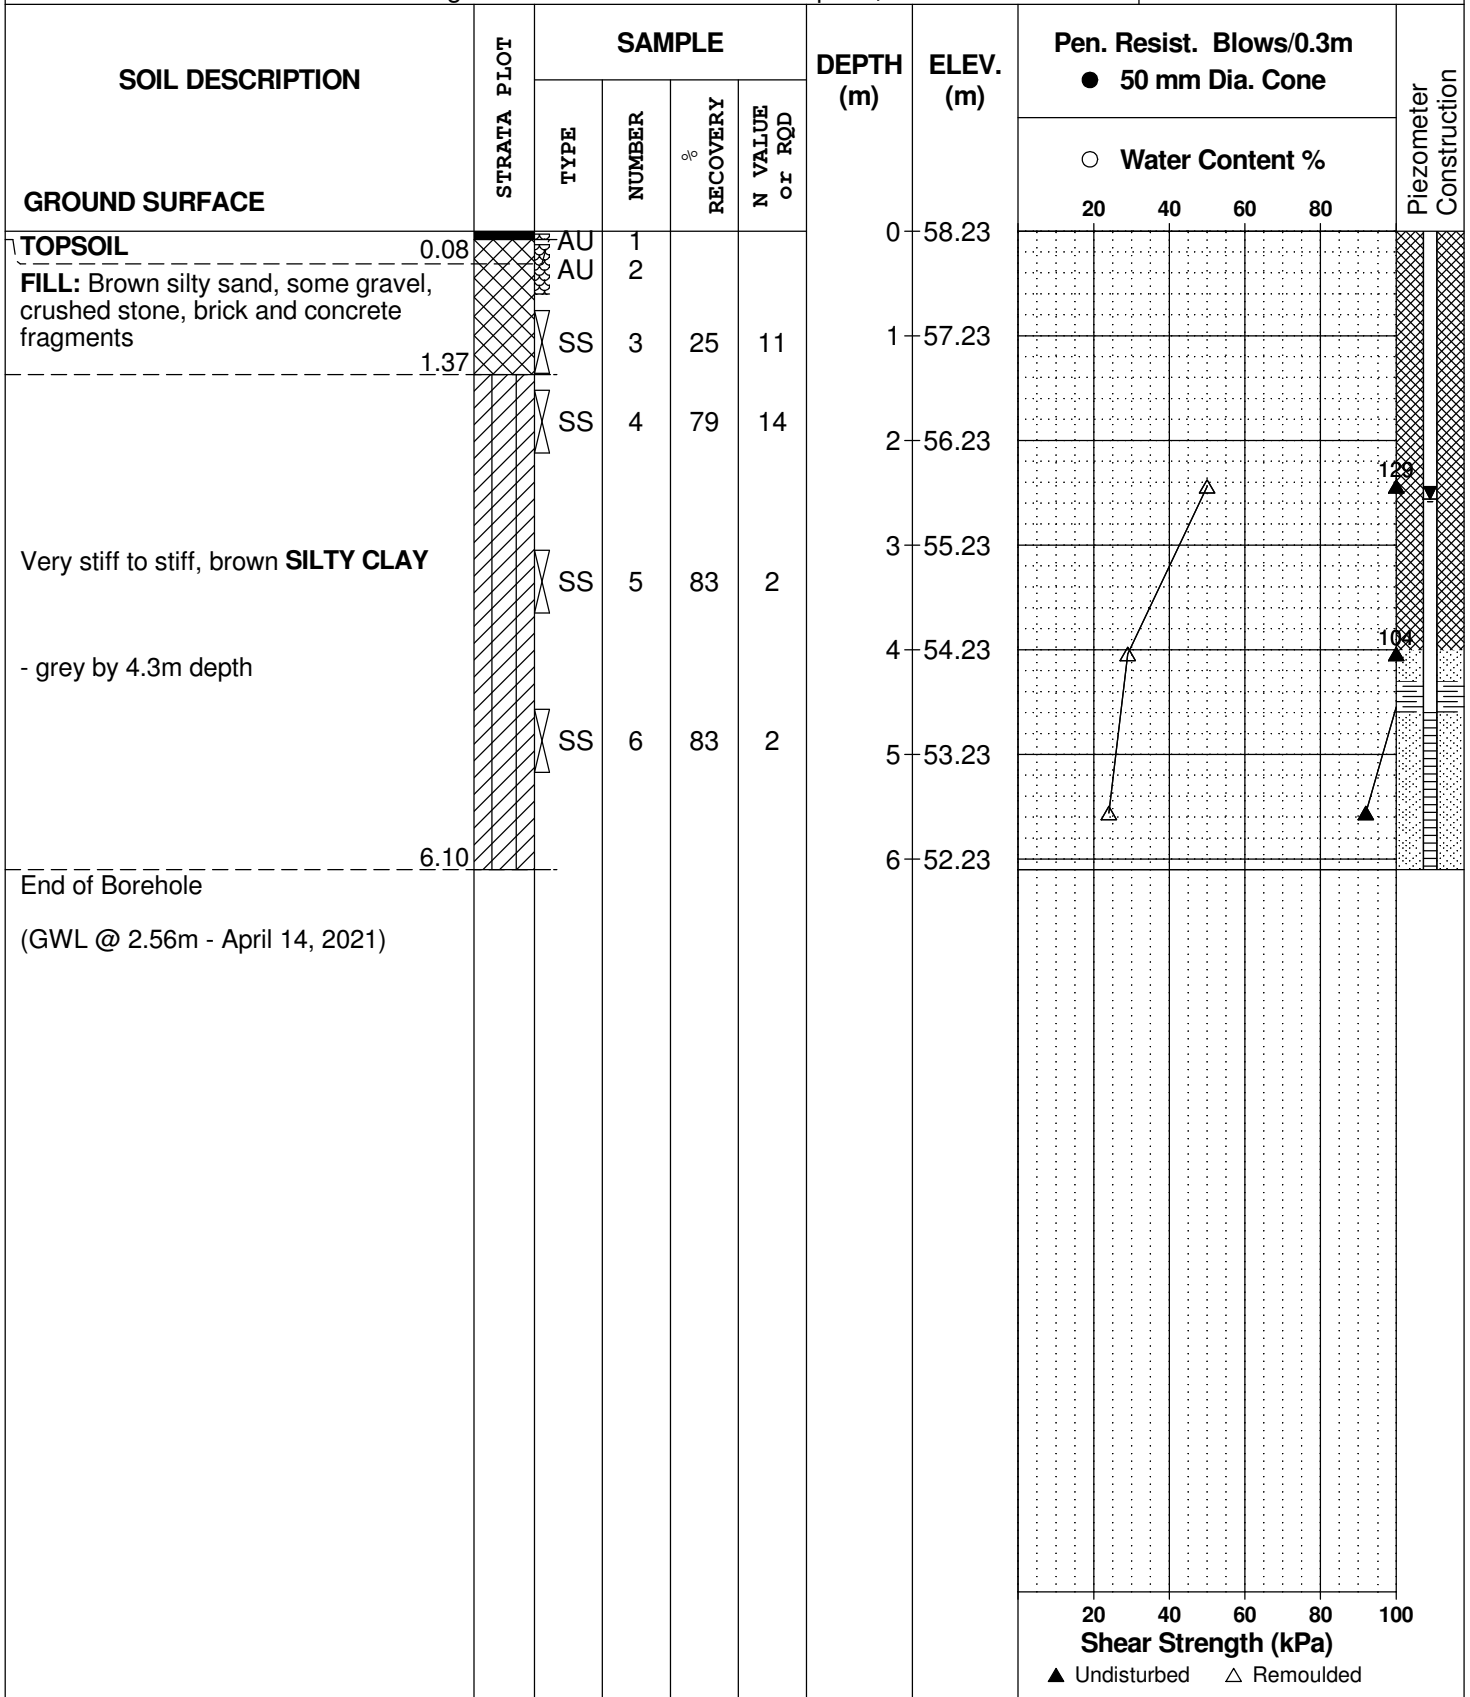 SOIL DESCRIPTION
GROUND SURFACE
STRATA PLOT
SAMPLE
TYPE
NUMBER
% RECOVERY
N VALUE or RQD
DEPTH (m)
ELEV. (m)
Pen. Resist. Blows/0.3m
● 50 mm Dia. Cone
○ Water Content %
20 40 60 80
Piezometer Construction
TOPSOIL 0.08
AU 1
0 58.23
AU 2
FILL: Brown silty sand, some gravel,
crushed stone, brick and concrete
fragments
1.37
SS 3 25 11
1 57.23
SS 4 79 14
2 56.23
129
Very stiff to stiff, brown SILTY CLAY
SS 5 83 2
3 55.23
104
- grey by 4.3m depth
4 54.23
SS 6 83 2
5 53.23
6.10
6 52.23
End of Borehole
(GWL @ 2.56m - April 14, 2021)
20 40 60 80 100
Shear Strength (kPa)
▲ Undisturbed △ Remoulded